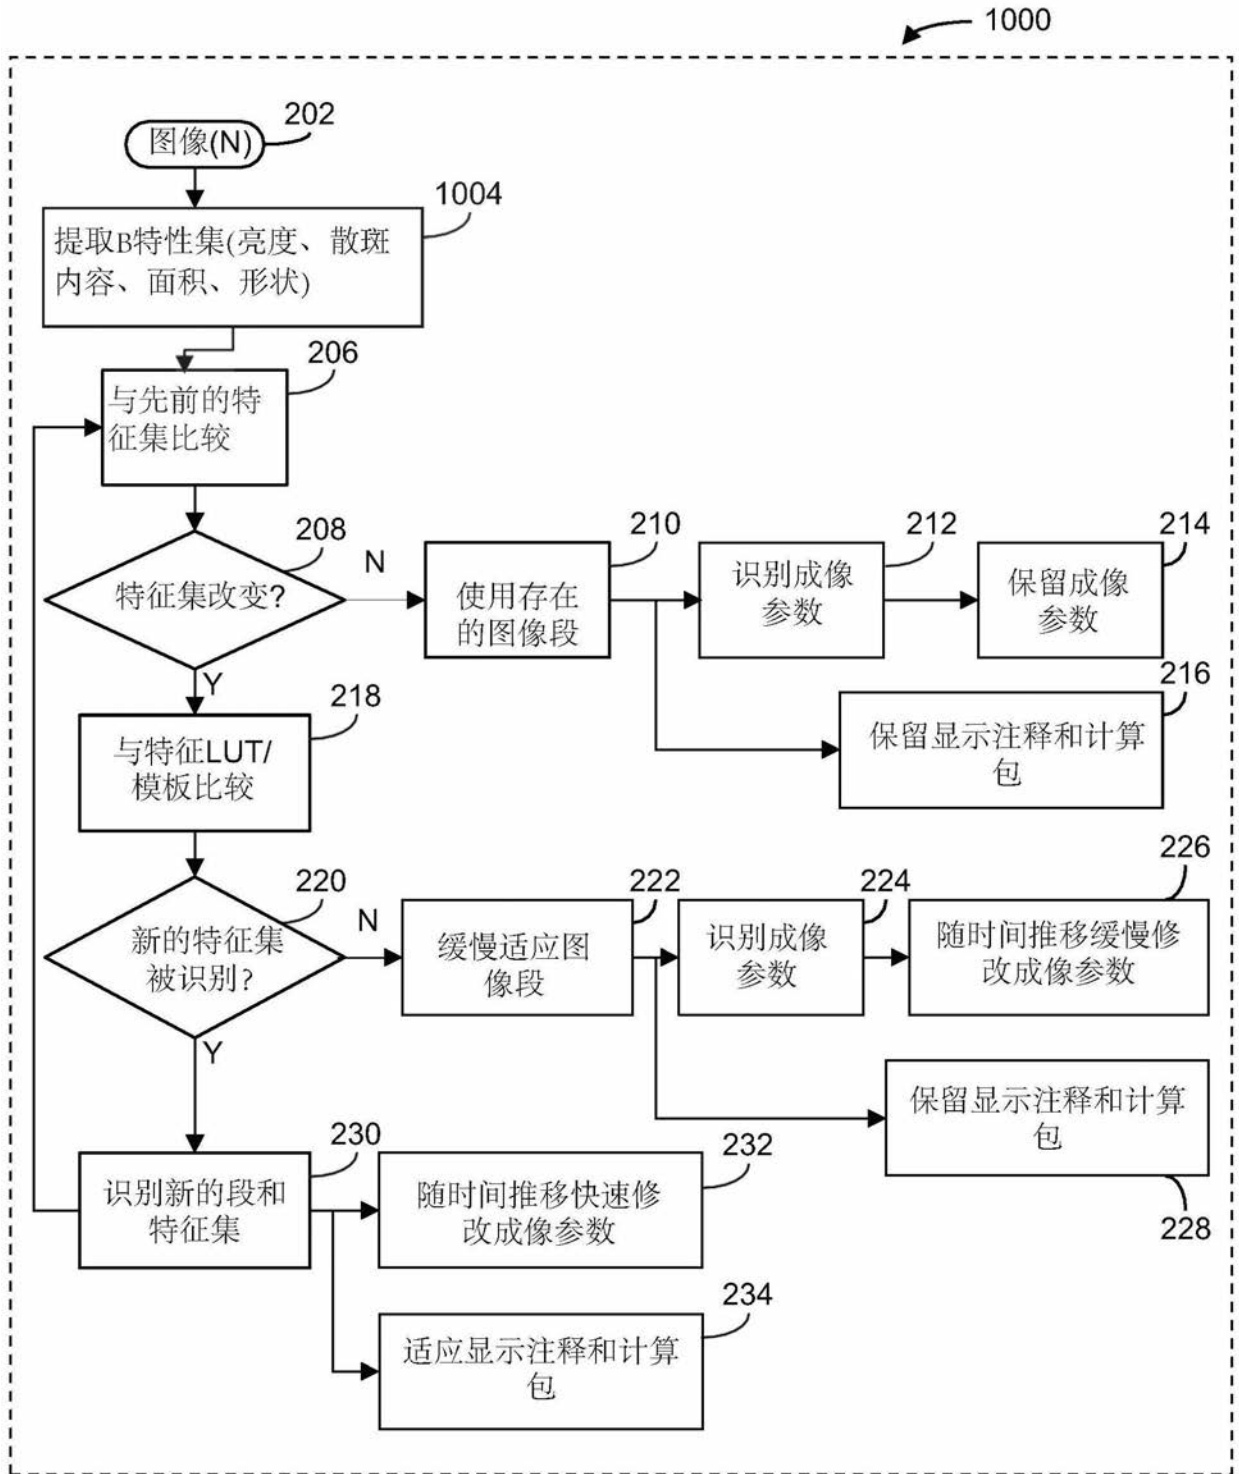 1000
图像(N)
202
1004
提取B特性集(亮度、散斑
内容、面积、形状)
206
与先前的特
征集比较
208
特征集改变?
N
210
使用存在
的图像段
212
识别成像
参数
214
保留成像
参数
216
保留显示注释和计算
包
Y
218
与特征LUT/
模板比较
220
新的特征集
被识别?
N
222
缓慢适应图
像段
224
识别成像
参数
226
随时间推移缓慢修
改成像参数
保留显示注释和计算
包
228
Y
230
识别新的段和
特征集
232
随时间推移快速修
改成像参数
234
适应显示注释和计算
包